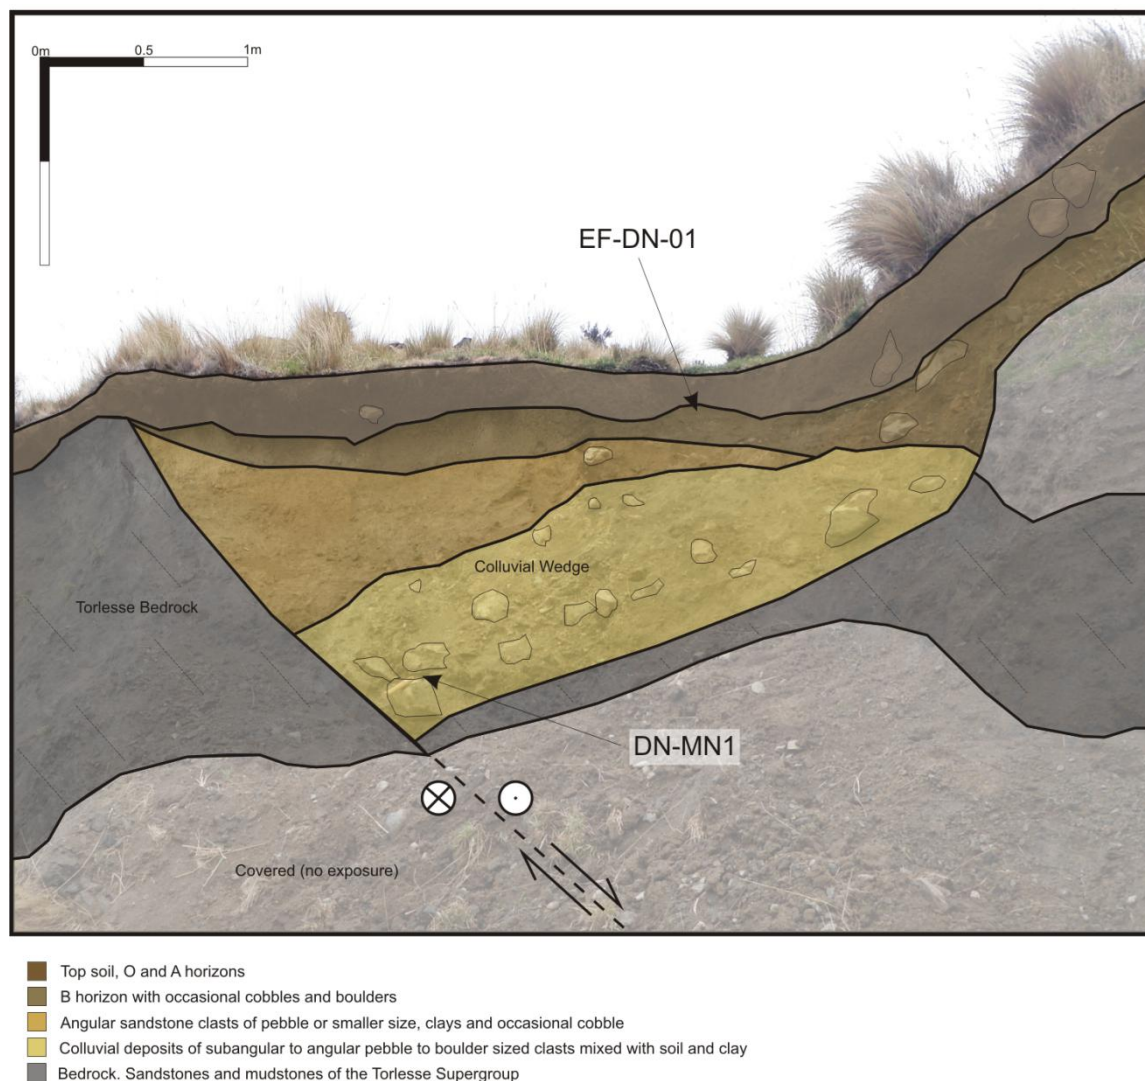 0m 0.5 1m
EF-DN-01
Colluvial Wedge
Torlesse Bedrock
DN-MN1
Covered (no exposure)
Top soil, O and A horizons
B horizon with occasional cobbles and boulders
Angular sandstone clasts of pebble or smaller size, clays and occasional cobble
Colluvial deposits of subangular to angular pebble to boulder sized clasts mixed with soil and clay
Bedrock. Sandstones and mudstones of the Torlesse Supergroup